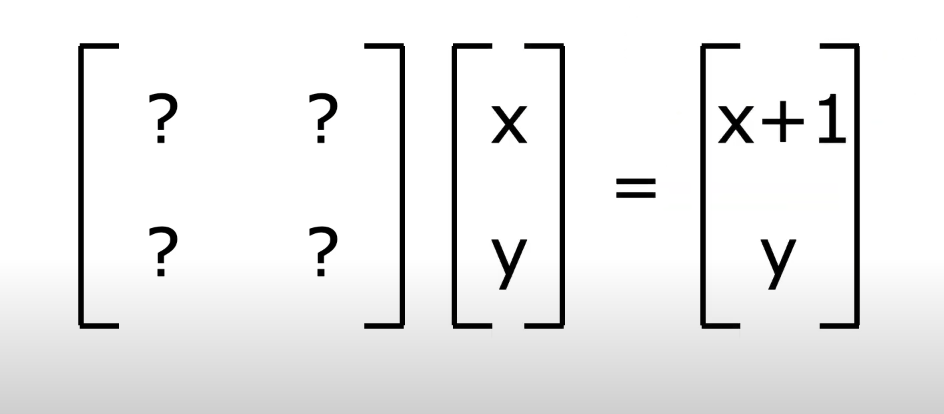 ? ? x x+1
=
? ? y y